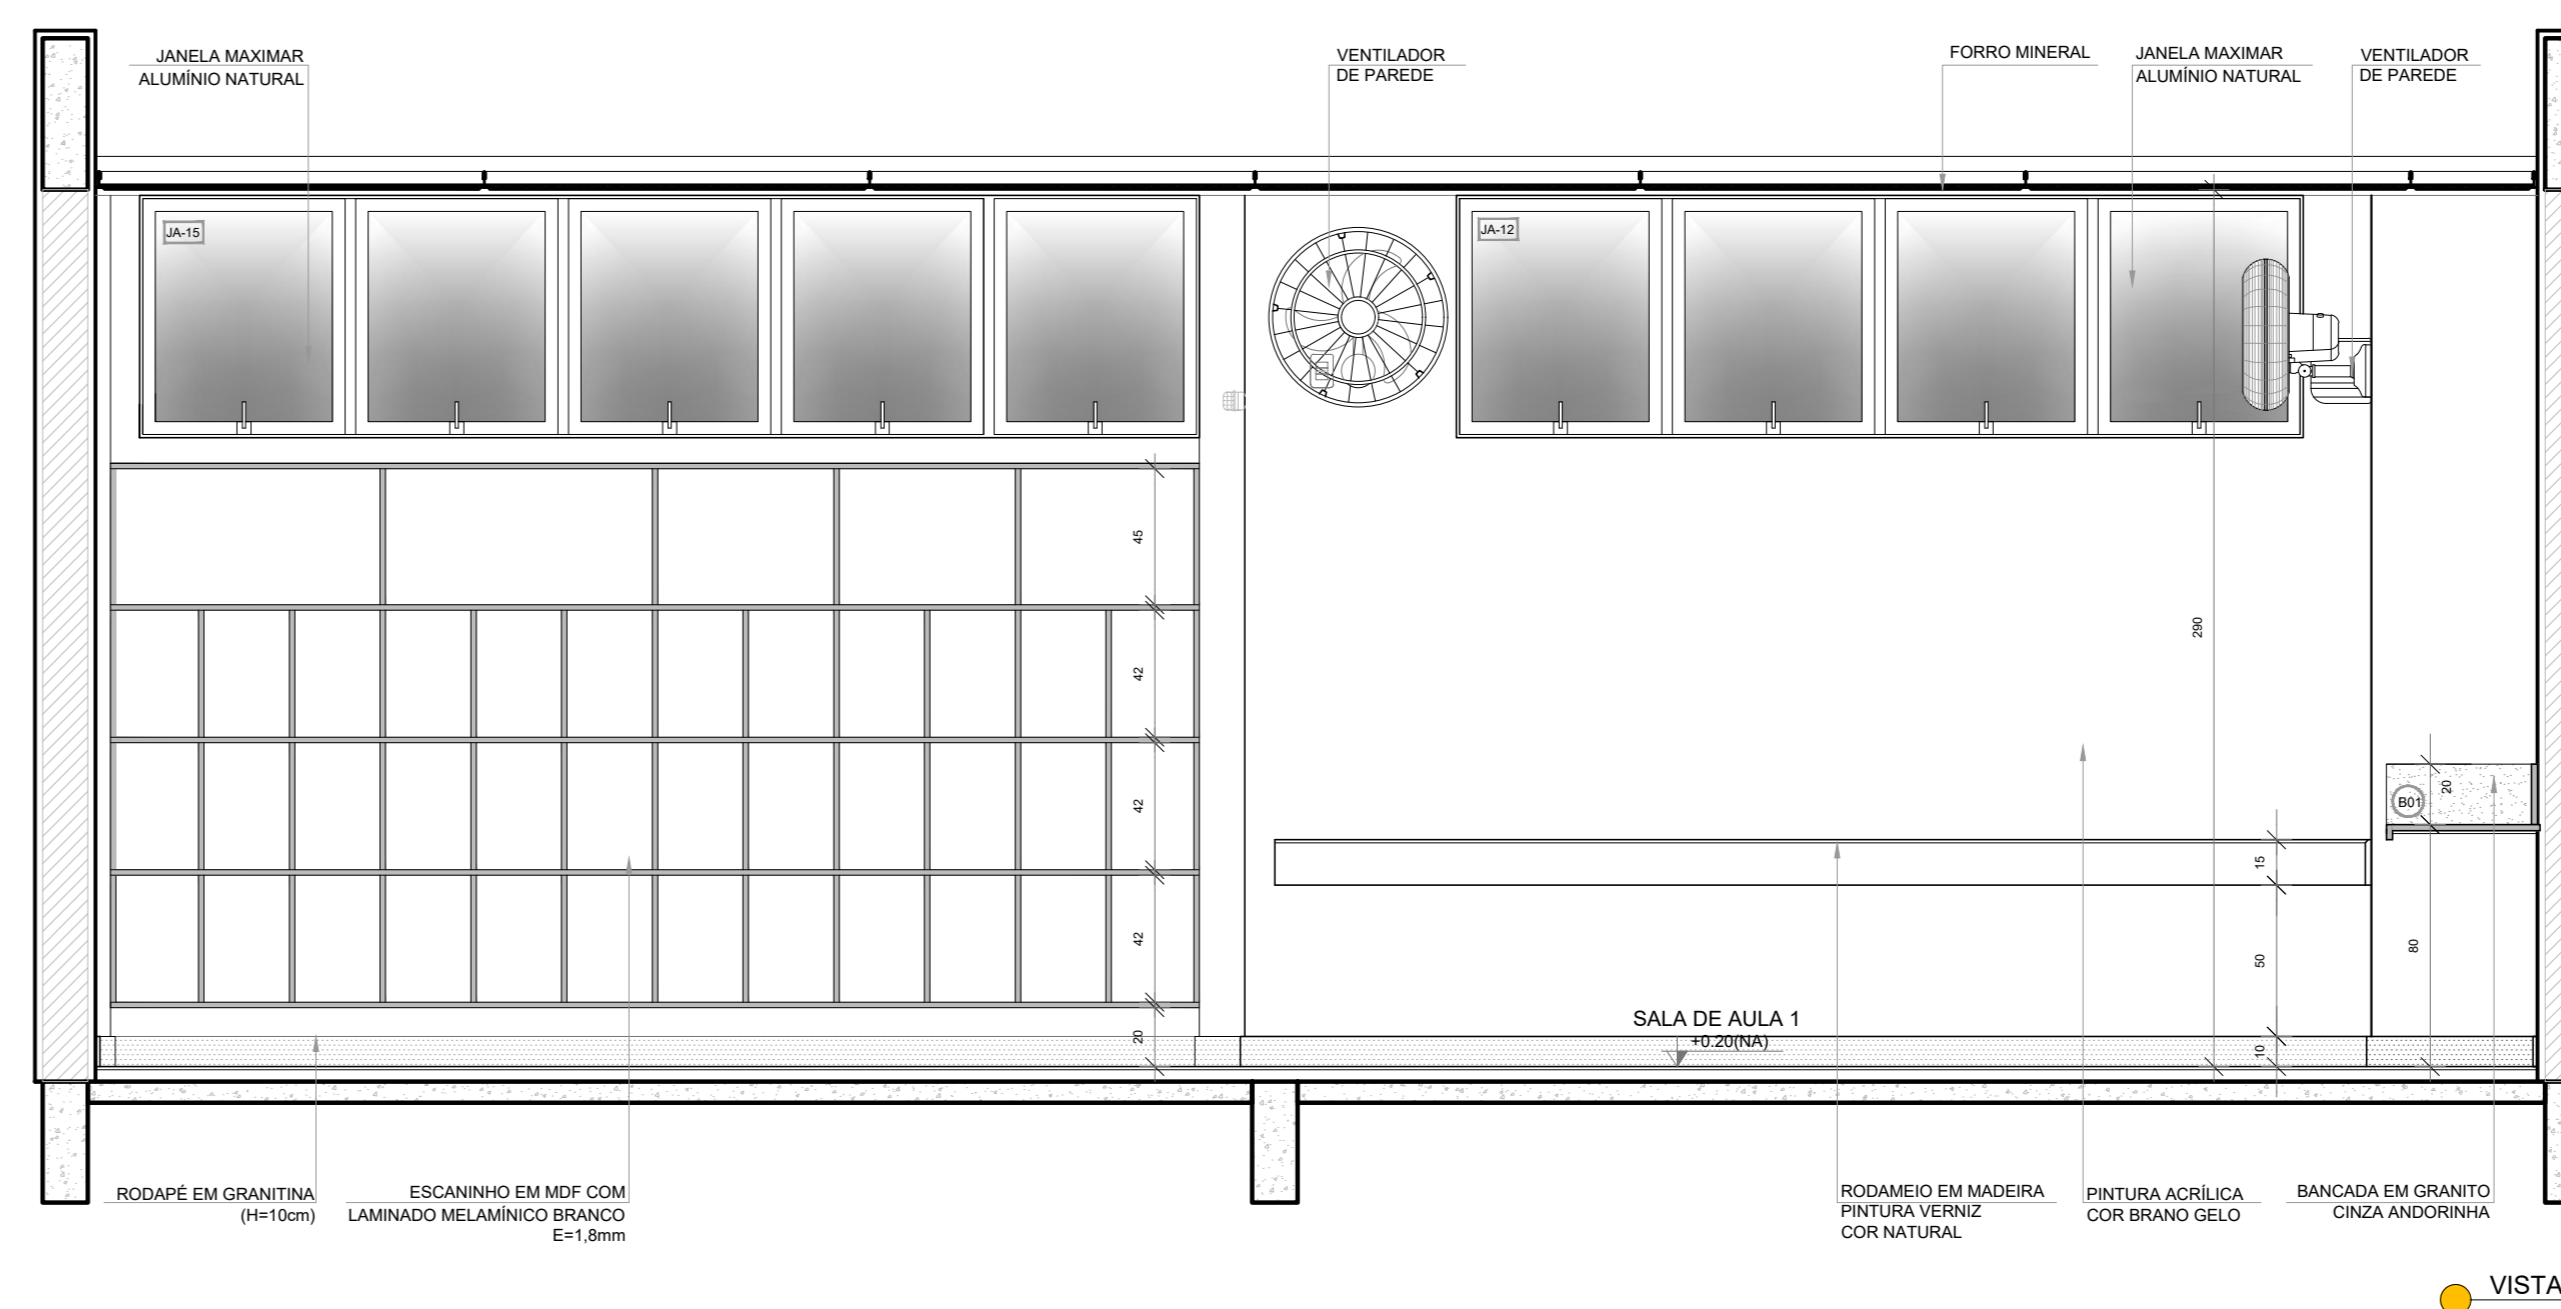 JANELA MAXIMAR
ALUMÍNIO NATURAL
VENTILADOR
DE PAREDE
FORRO MINERAL
JANELA MAXIMAR
ALUMÍNIO NATURAL
VENTILADOR
DE PAREDE
JA-15
JA-12
45
42
42
42
20
290
20
B01
15
50
80
10
SALA DE AULA 1
+0.20(NA)
RODAPÉ EM GRANITINA
(H=10cm)
ESCANINHO EM MDF COM
LAMINADO MELAMÍNICO BRANCO
E=1,8mm
RODAMEIO EM MADEIRA
PINTURA VERNIZ
COR NATURAL
PINTURA ACRÍLICA
COR BRANO GELO
BANCADA EM GRANITO
CINZA ANDORINHA
VISTA